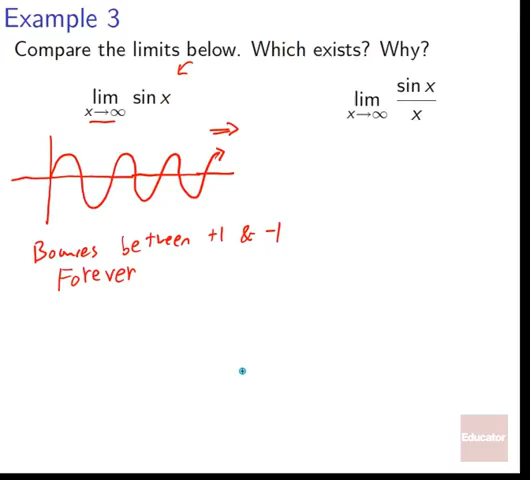 Example 3
Compare the limits below. Which exists? Why?
lim x→∞ sin x
lim x→∞ sin x / x
Bounces between +1 & -1
Forever
Educator